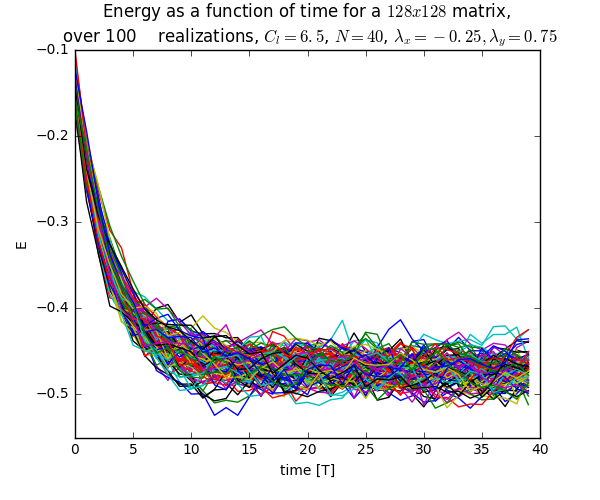 Energy as a function of time for a 128x128 matrix,
over 100    realizations, C_l = 6.5, N = 40, λ_x = −0.25, λ_y = 0.75
−0.1
−0.2
−0.3
−0.4
−0.5
E
0 5 10 15 20 25 30 35 40
time [T]